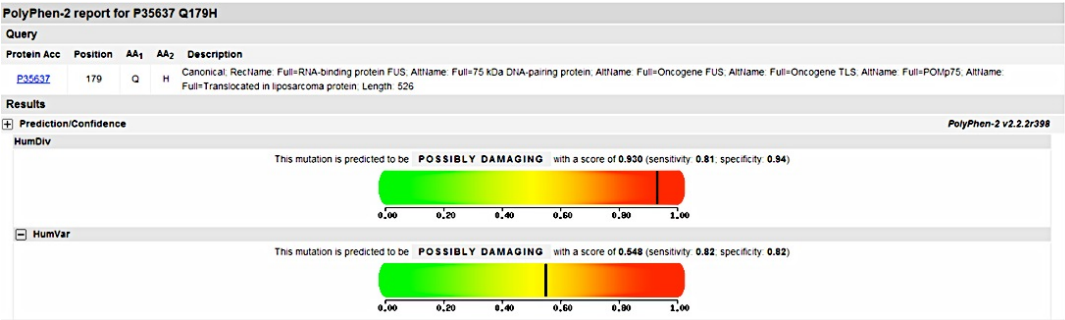 PolyPhen-2 report for P35637 Q179H
Query
Protein Acc Position AA1 AA2 Description
P35637 179 Q H Canonical; RecName: Full=RNA-binding protein FUS; AltName: Full=75 kDa DNA-pairing protein; AltName: Full=Oncogene FUS; AltName: Full=Oncogene TLS; AltName: Full=POMp75; AltName:
Full=Translocated in liposarcoma protein; Length: 526
Results
Prediction/Confidence PolyPhen-2 v2.2.2r398
HumDiv
This mutation is predicted to be POSSIBLY DAMAGING with a score of 0.930 (sensitivity: 0.81; specificity: 0.94)
0.00 0.20 0.40 0.60 0.80 1.00
HumVar
This mutation is predicted to be POSSIBLY DAMAGING with a score of 0.548 (sensitivity: 0.82; specificity: 0.82)
0.00 0.20 0.40 0.60 0.80 1.00